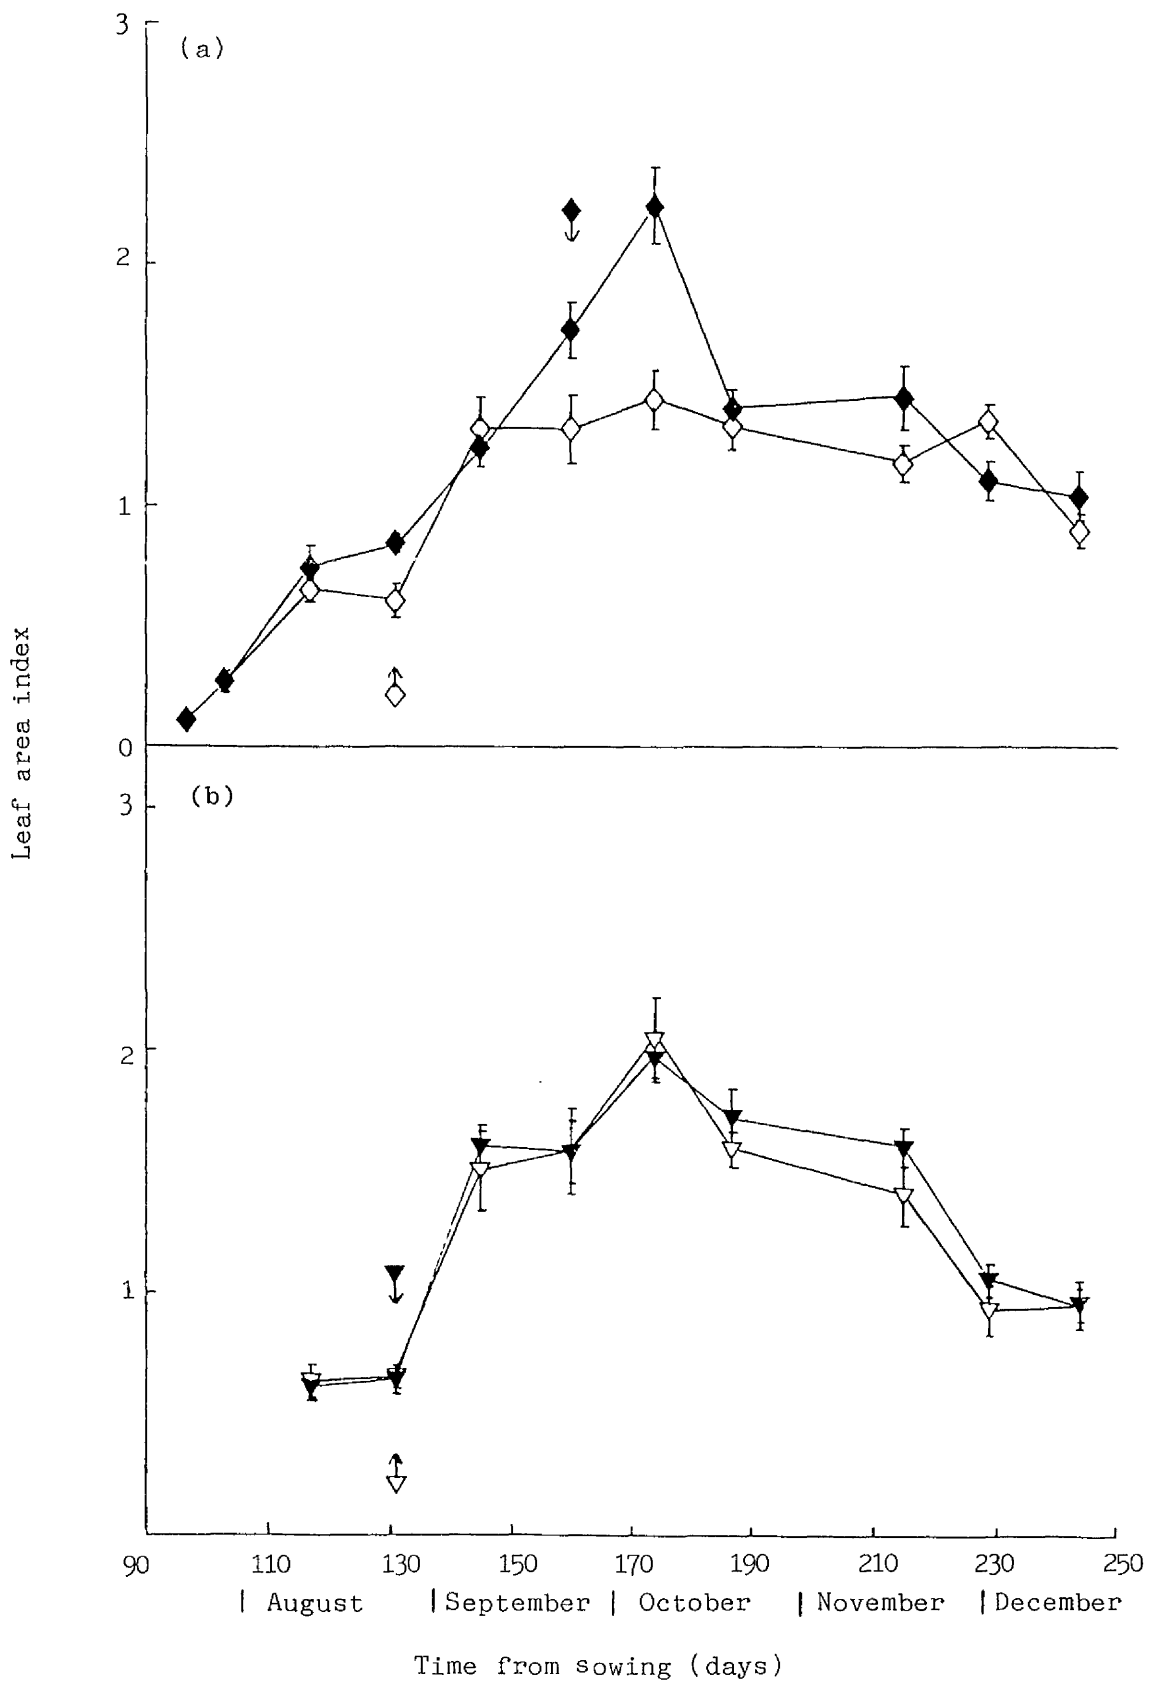 3
(a)
2
1
0
Leaf area index
3
(b)
2
1
90 110 130 150 170 190 210 230 250
| August | September | October | November | December
Time from sowing (days)